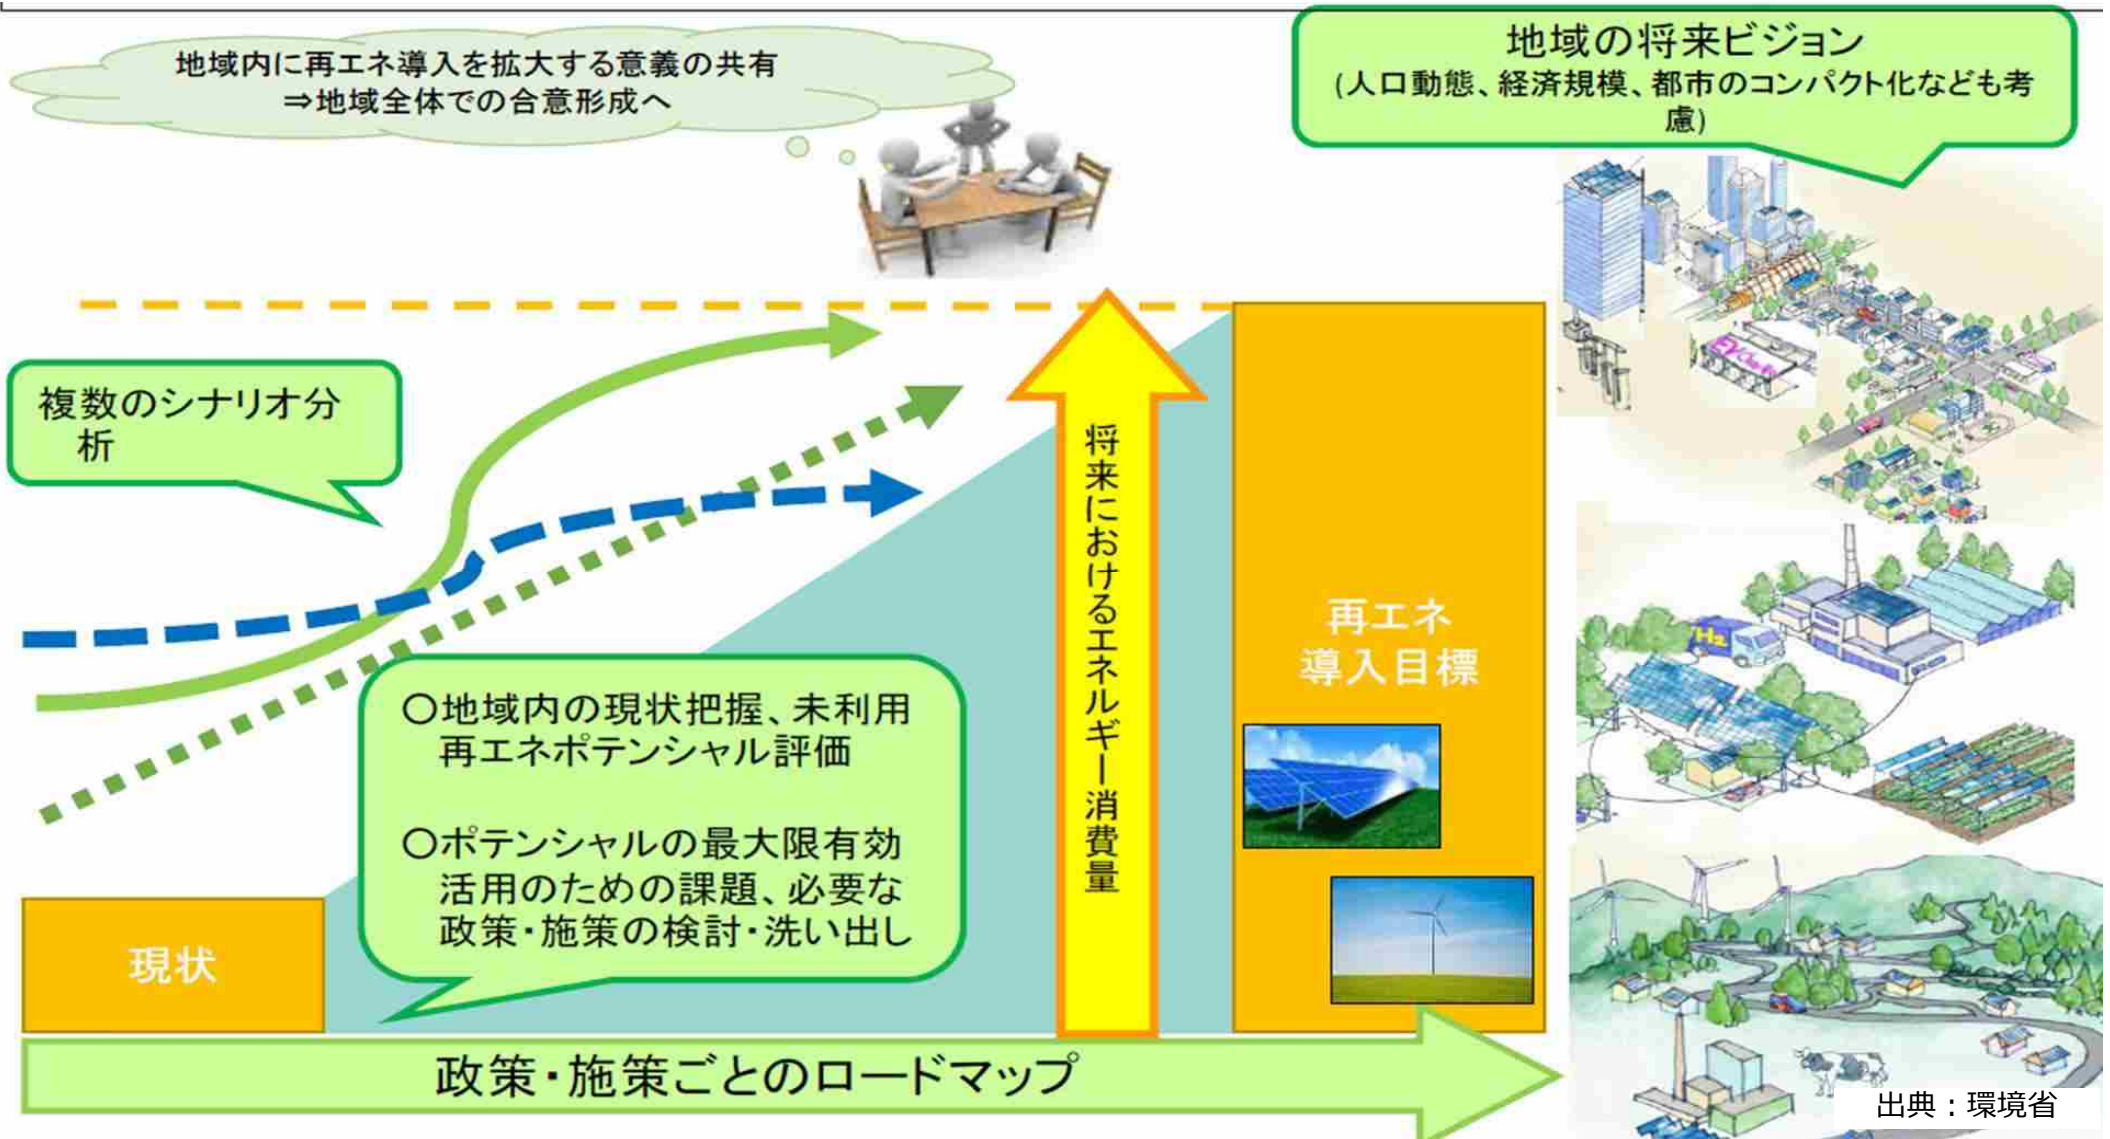 地域内に再エネ導入を拡大する意義の共有
⇒地域全体での合意形成へ
地域の将来ビジョン
(人口動態、経済規模、都市のコンパクト化なども考
慮)
複数のシナリオ分
析
将来におけるエネルギー消費量
再エネ
導入目標
○地域内の現状把握、未利用
再エネポテンシャル評価
○ポテンシャルの最大限有効
活用のための課題、必要な
政策・施策の検討・洗い出し
現状
政策・施策ごとのロードマップ
H2
出典：環境省